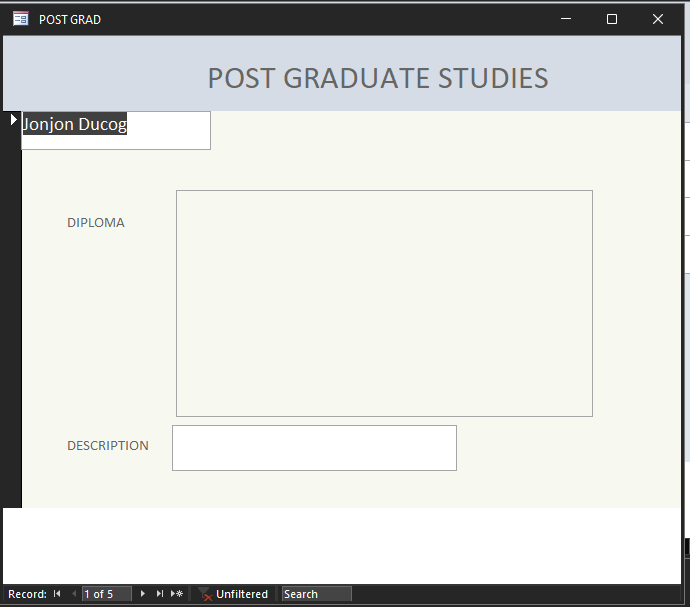 POST GRAD
POST GRADUATE STUDIES
Jonjon Ducog
DIPLOMA
DESCRIPTION
Record: 1 of 5 Unfiltered Search